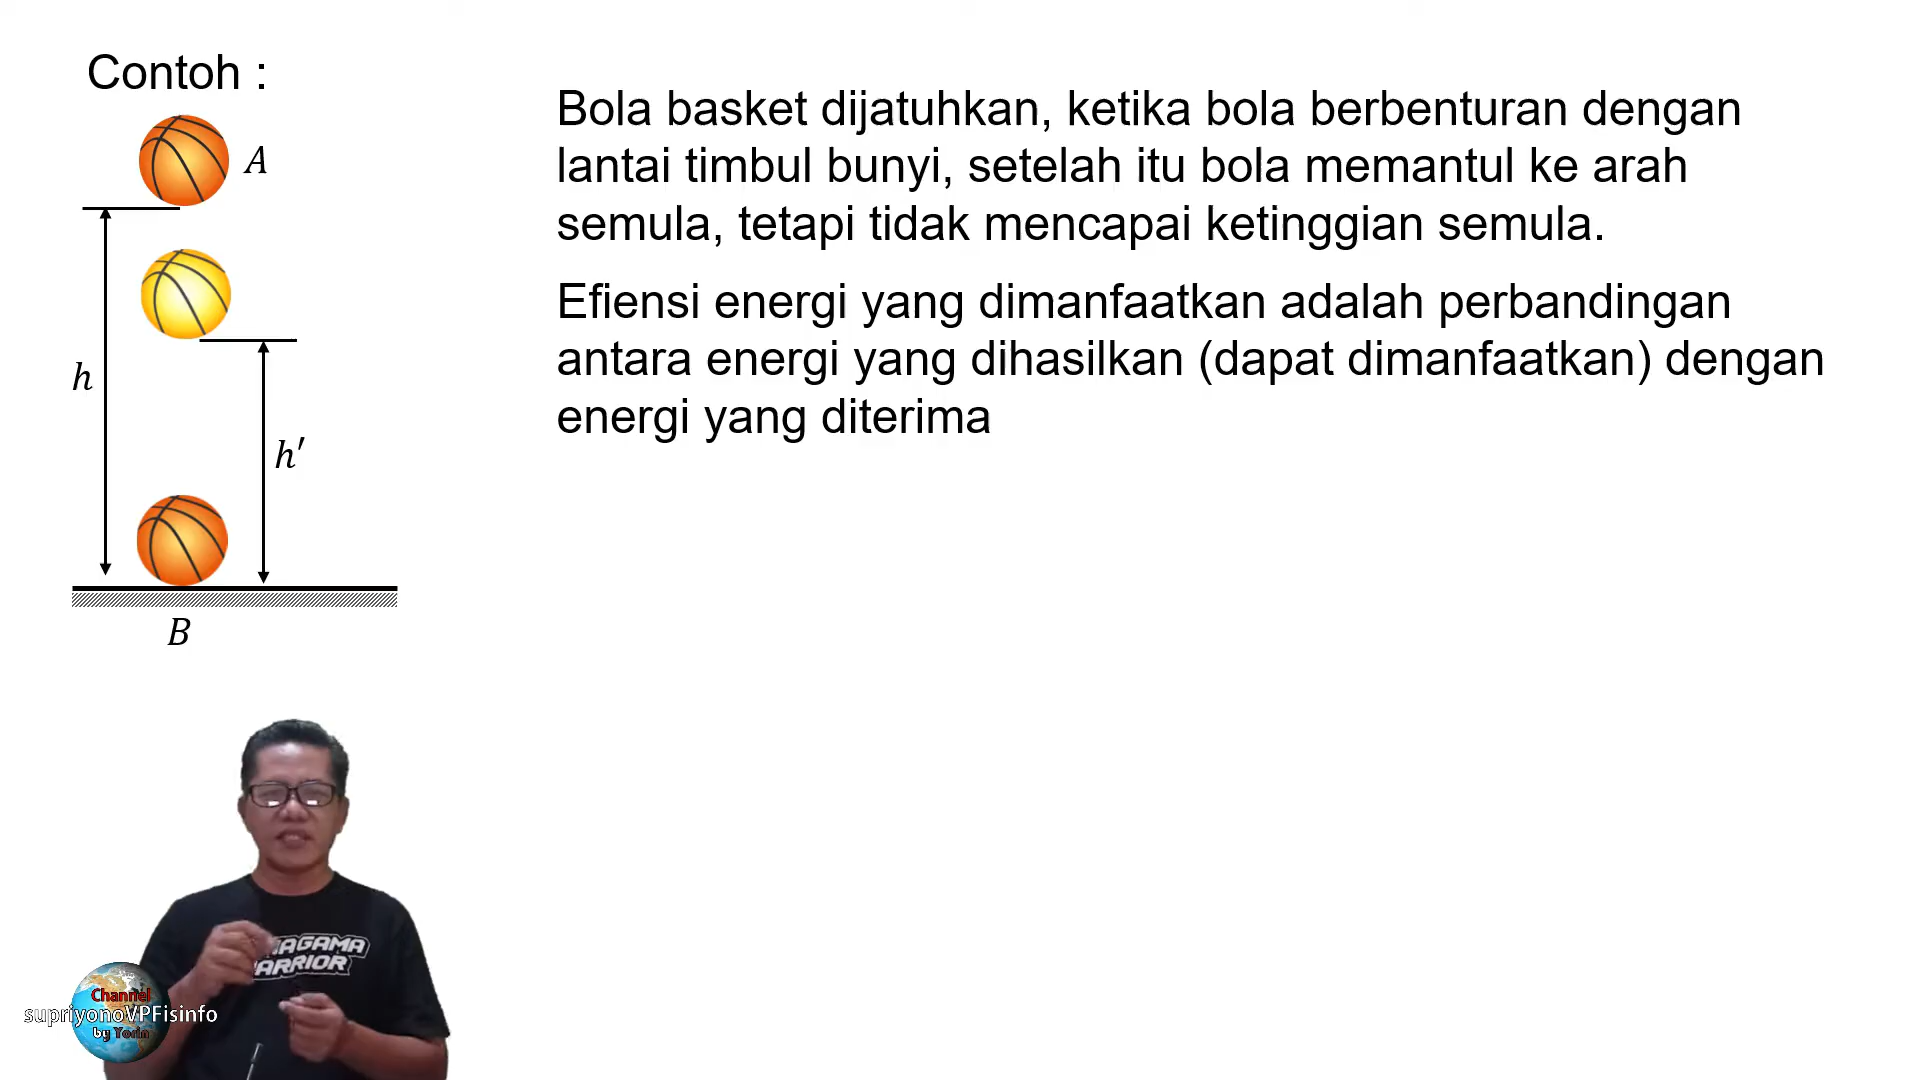 Contoh :
A
h
h′
B
Bola basket dijatuhkan, ketika bola berbenturan dengan
lantai timbul bunyi, setelah itu bola memantul ke arah
semula, tetapi tidak mencapai ketinggian semula.
Efiensi energi yang dimanfaatkan adalah perbandingan
antara energi yang dihasilkan (dapat dimanfaatkan) dengan
energi yang diterima
AGAMA
ARRIOR
Channel
supriyonoVPFisinfo
by Yorin